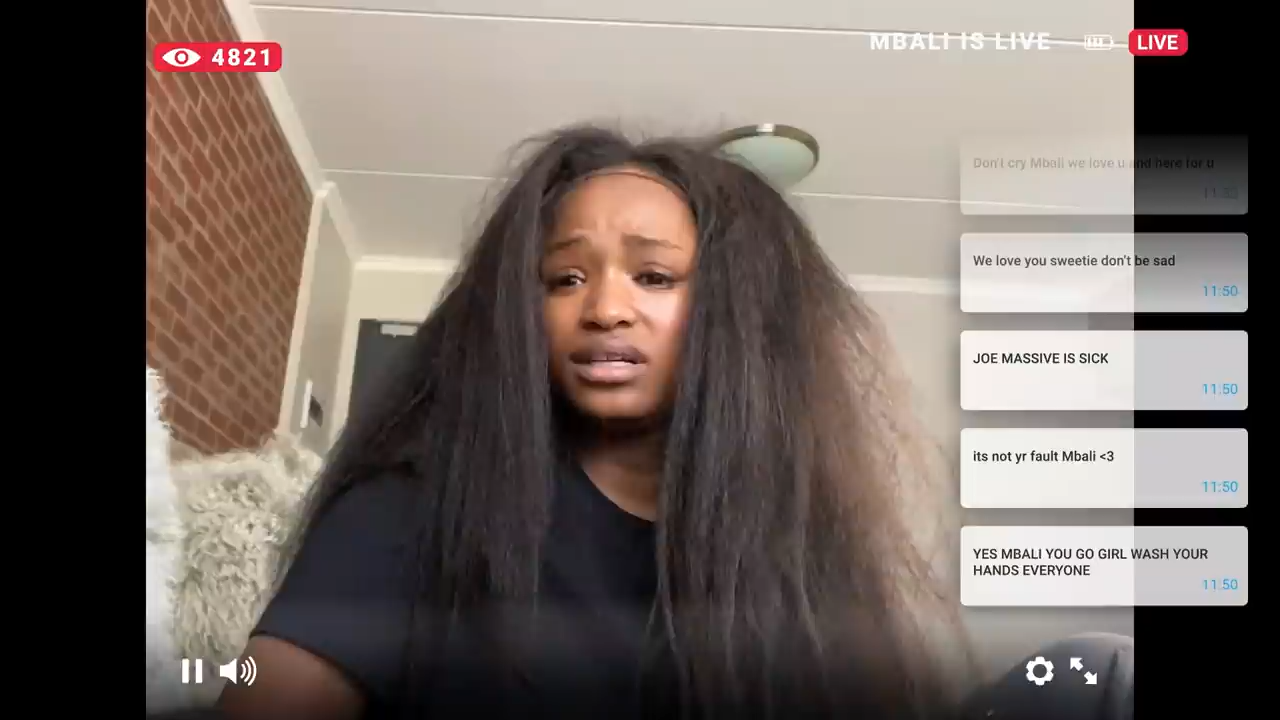 4821
MBALI IS LIVE
LIVE
Don't cry Mbali we love u and here for u
We love you sweetie don't be sad
11:50
JOE MASSIVE IS SICK
11:50
its not yr fault Mbali <3
11:50
YES MBALI YOU GO GIRL WASH YOUR
HANDS EVERYONE
11:50